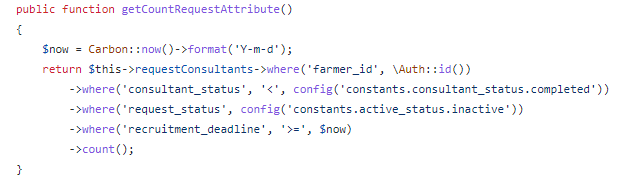 public function getCountRequestAttribute()
{
    $now = Carbon::now()->format('Y-m-d');
    return $this->requestConsultants->where('farmer_id', \Auth::id())
        ->where('consultant_status', '<', config('constants.consultant_status.completed'))
        ->where('request_status', config('constants.active_status.inactive'))
        ->where('recruitment_deadline', '>=', $now)
        ->count();
}